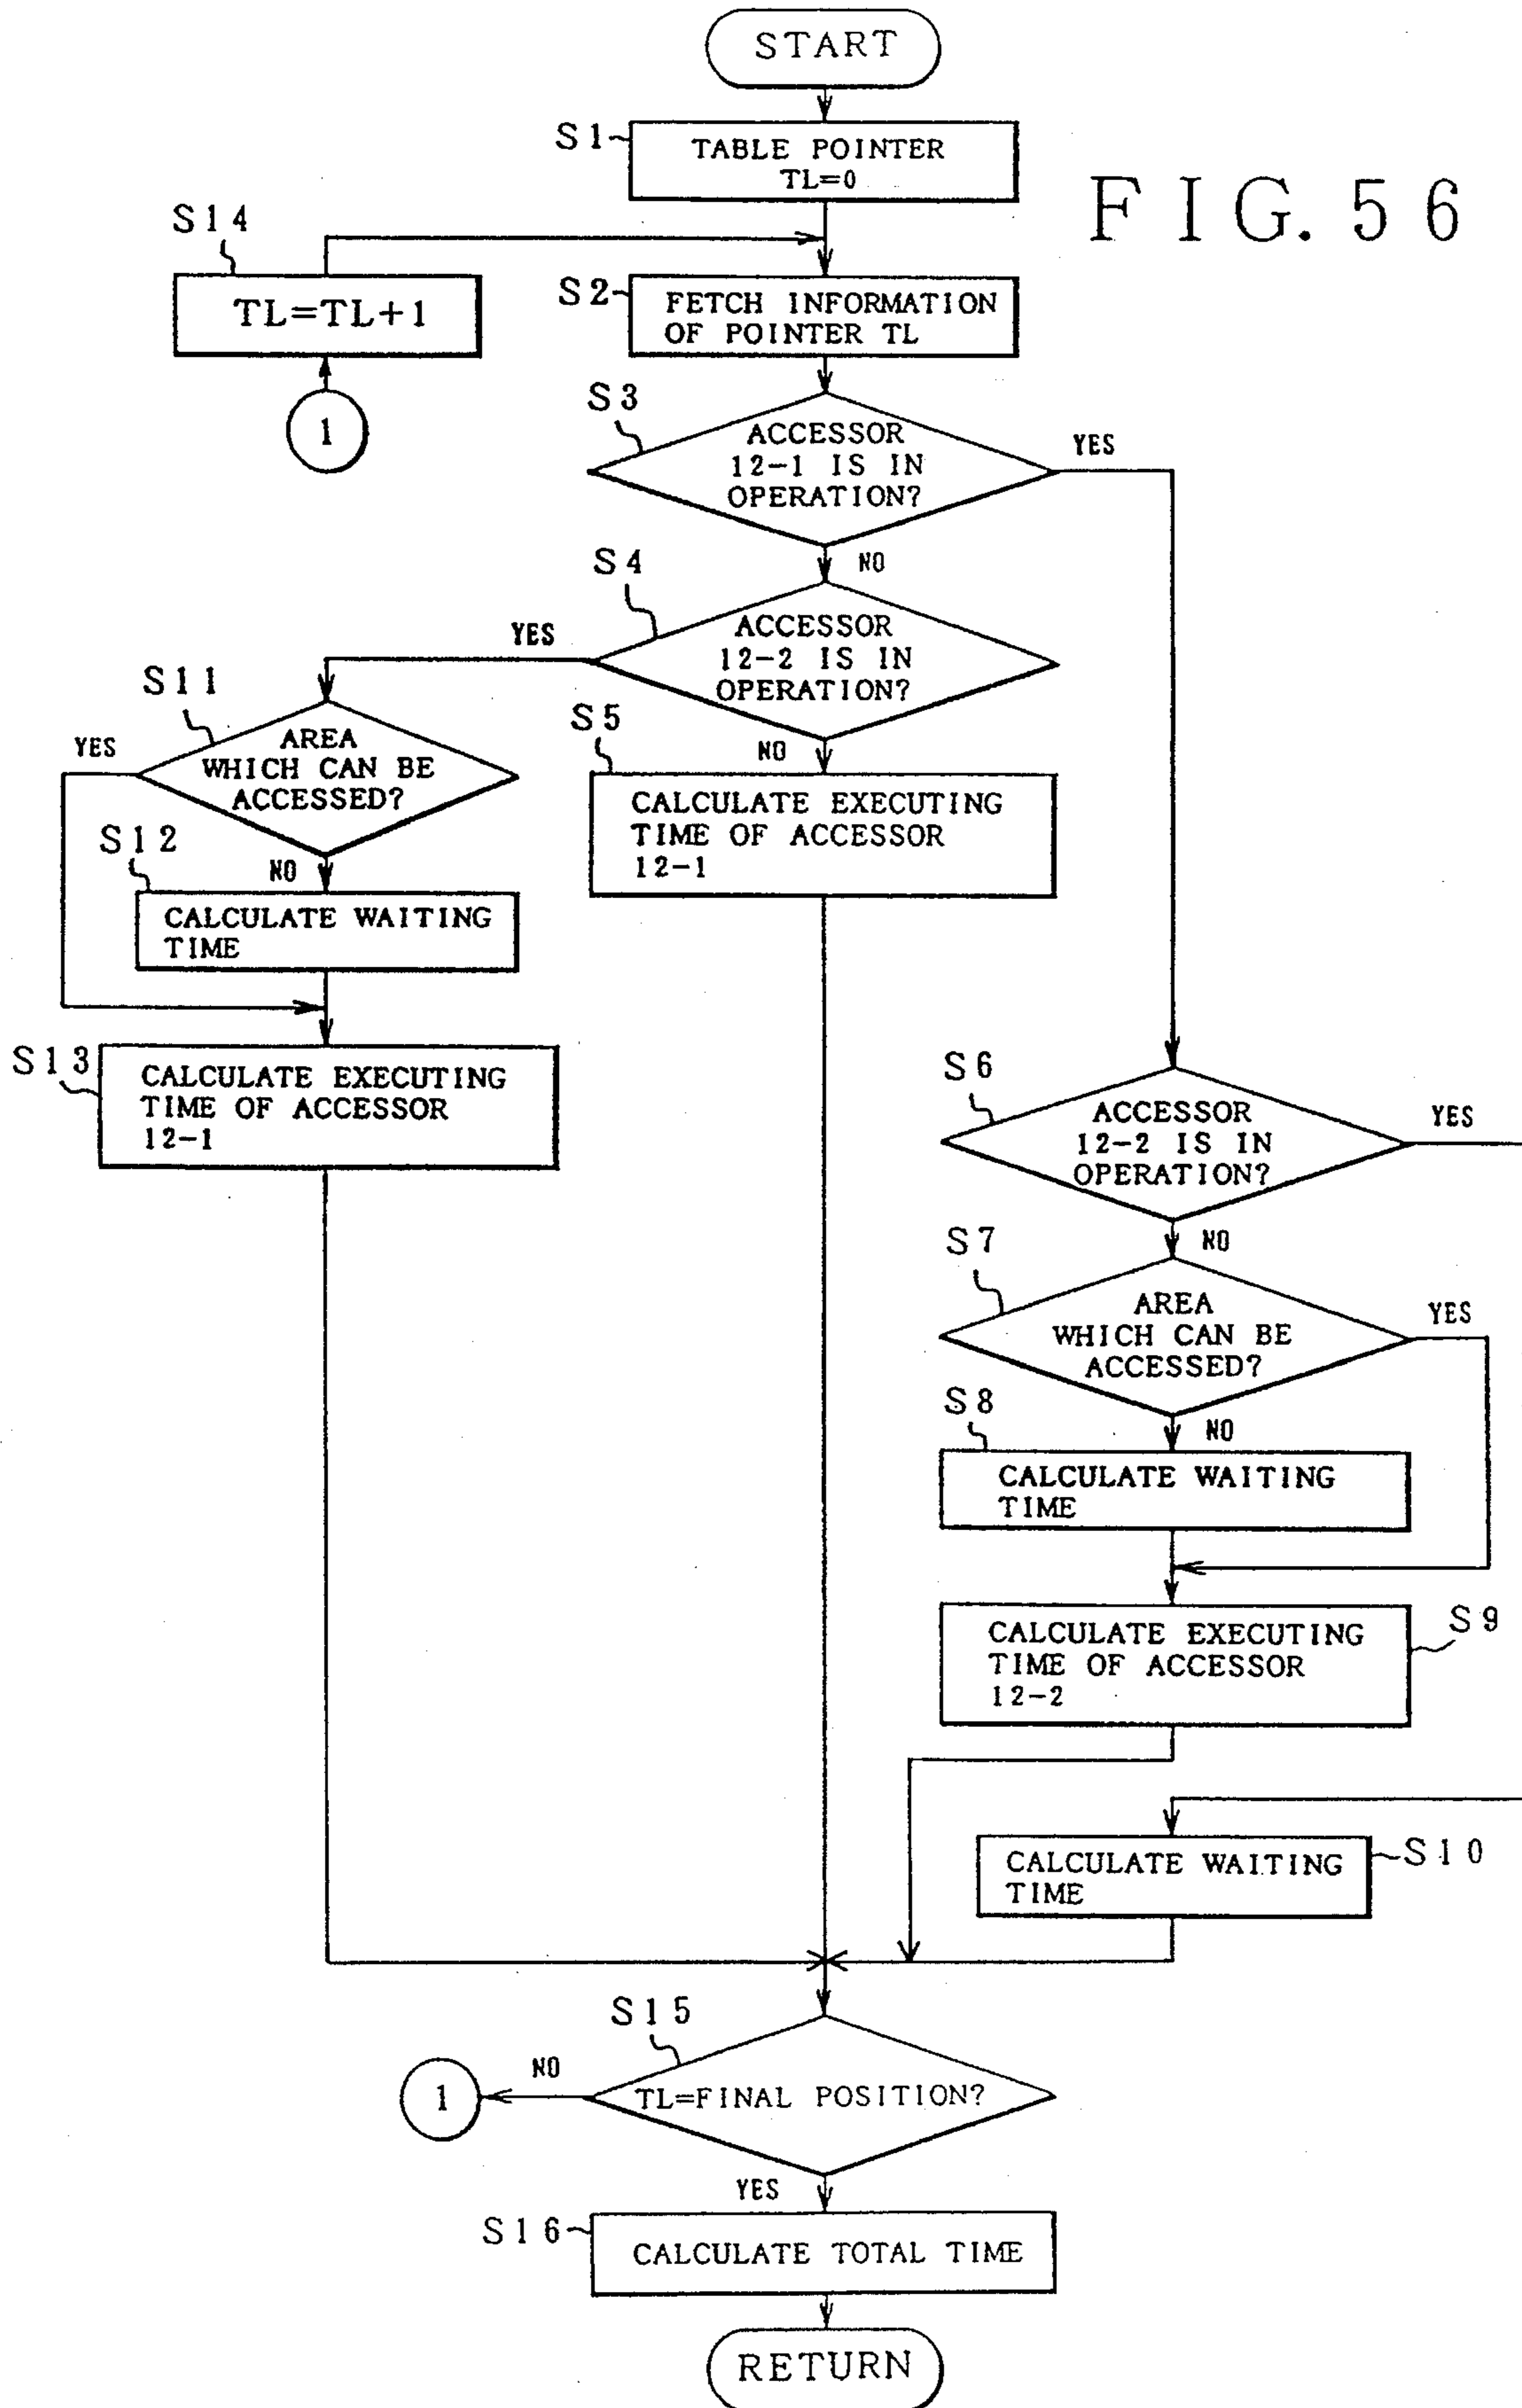 START
S1
TABLE POINTER
TL=0
FIG. 56
S14
TL=TL+1
1
S2
FETCH INFORMATION
OF POINTER TL
S3
ACCESSOR
12-1 IS IN
OPERATION?
YES
NO
S4
ACCESSOR
12-2 IS IN
OPERATION?
YES
NO
S11
AREA
WHICH CAN BE
ACCESSED?
YES
NO
S5
CALCULATE EXECUTING
TIME OF ACCESSOR
12-1
S12
CALCULATE WAITING
TIME
S13
CALCULATE EXECUTING
TIME OF ACCESSOR
12-1
S6
ACCESSOR
12-2 IS IN
OPERATION?
YES
NO
S7
AREA
WHICH CAN BE
ACCESSED?
YES
NO
S8
CALCULATE WAITING
TIME
S9
CALCULATE EXECUTING
TIME OF ACCESSOR
12-2
S10
CALCULATE WAITING
TIME
S15
TL=FINAL POSITION?
NO
1
YES
S16
CALCULATE TOTAL TIME
RETURN